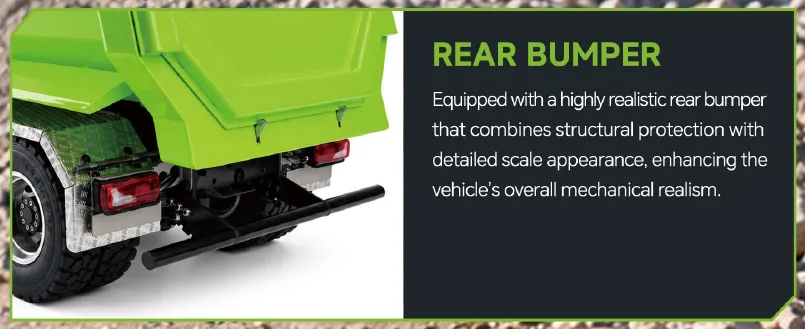 REAR BUMPER
Equipped with a highly realistic rear bumper
that combines structural protection with
detailed scale appearance, enhancing the
vehicle's overall mechanical realism.